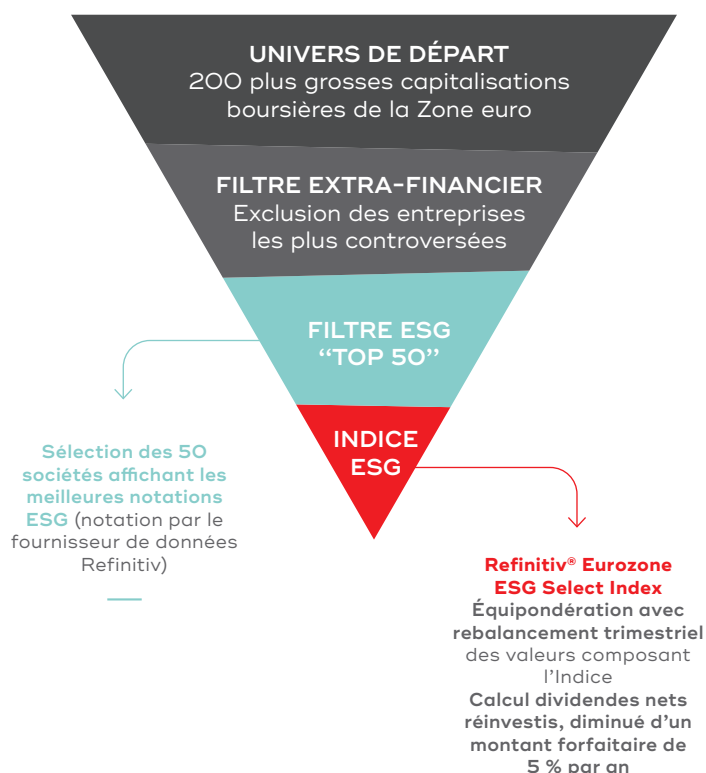 UNIVERS DE DÉPART
200 plus grosses capitalisations
boursières de la Zone euro
FILTRE EXTRA-FINANCIER
Exclusion des entreprises
les plus controversées
FILTRE ESG
“TOP 50”
INDICE
ESG
Sélection des 50
sociétés affichant les
meilleures notations
ESG (notation par le
fournisseur de données
Refinitiv)
Refinitiv® Eurozone
ESG Select Index
Équipondération avec
rebalancement trimestriel
des valeurs composant
l’Indice
Calcul dividendes nets
réinvestis, diminué d’un
montant forfaitaire de
5 % par an